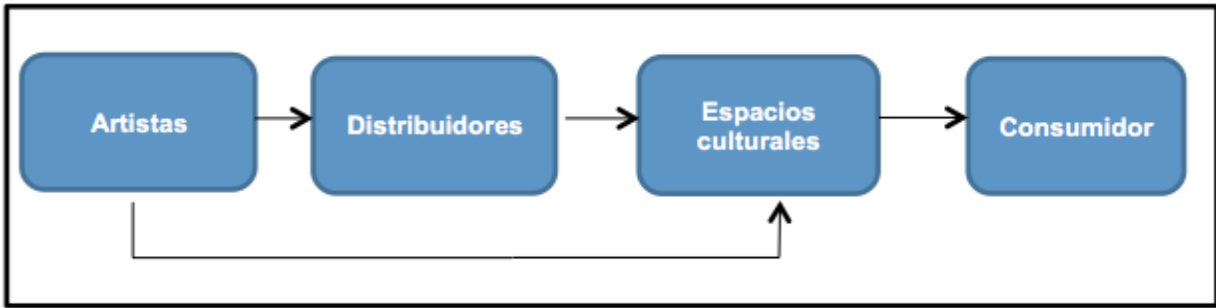 Artistas
Distribuidores
Espacios
culturales
Consumidor